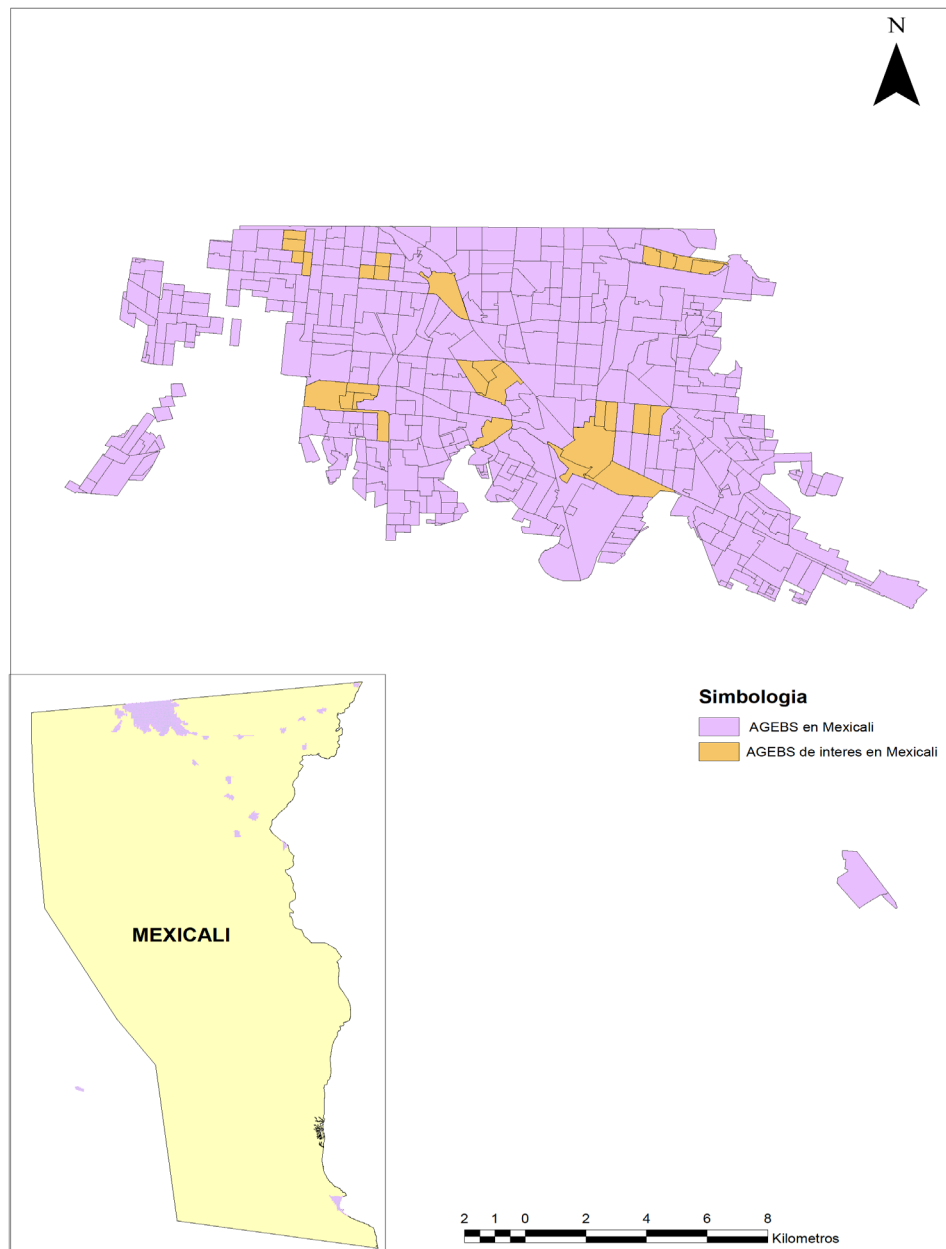 N
Simbologia
AGEBS en Mexicali
AGEBS de interes en Mexicali
MEXICALI
2 1 0 2 4 6 8
Kilometros